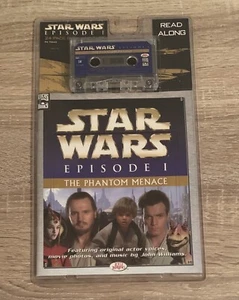 STAR WARS
EPISODE I
READ
ALONG
STAR WARS
STAR
WARS
EPISODE I
THE PHANTOM MENACE
Featuring original actor voices,
movie photos, and music by John Williams